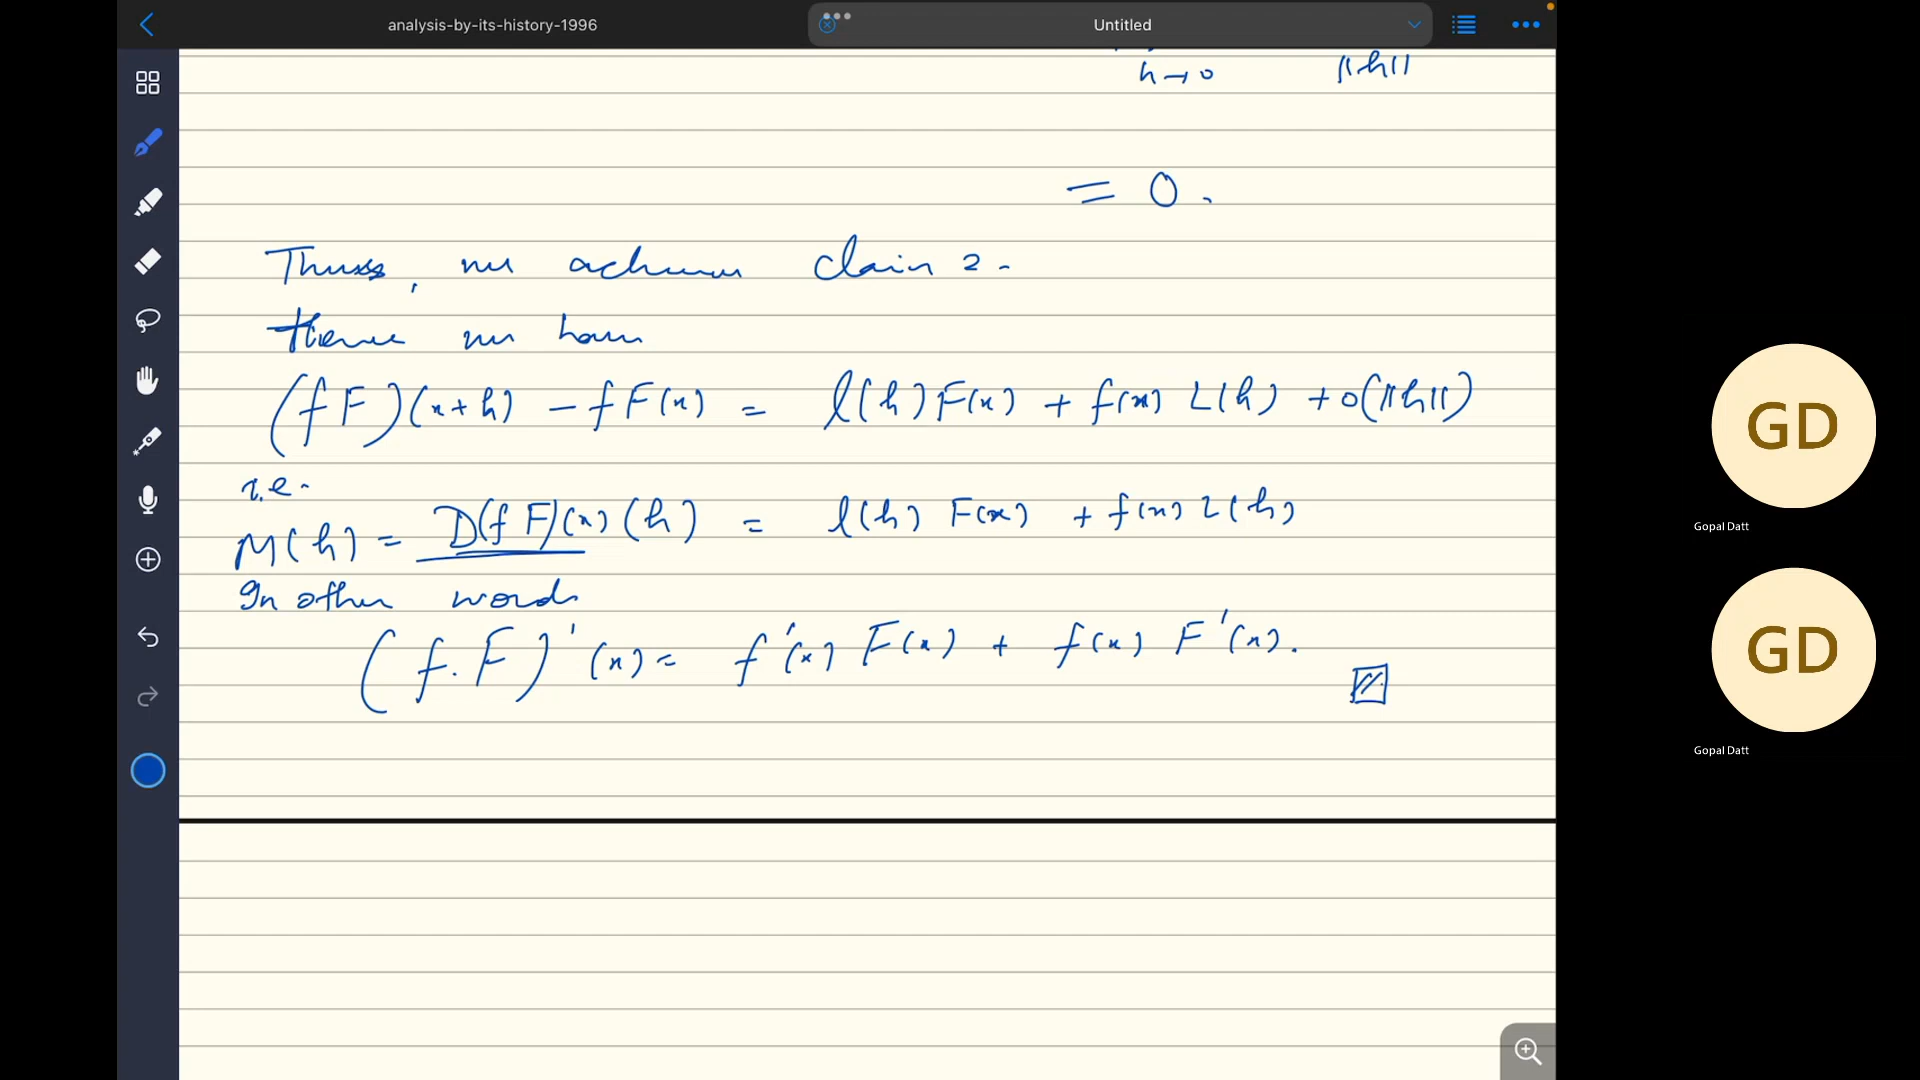 analysis-by-its-history-1996
Untitled
h → 0 ||h||
= 0.
Thus, we achieve claim 2.
Hence we have
(fF)(x+h) - fF(x) = l(h)F(x) + f(x) L(h) + o(||h||)
i.e.
M(h) = D(fF)(x)(h) = l(h) F(x) + f(x) L(h)
In other words
(f.F)'(x) = f'(x) F(x) + f(x) F'(x).
GD
Gopal Datt
GD
Gopal Datt